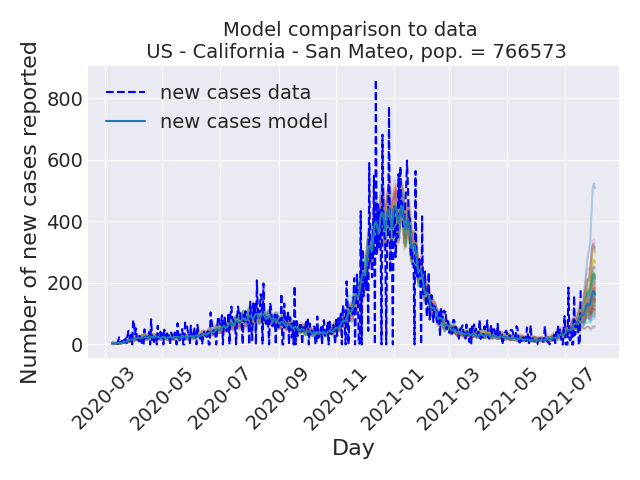 Model comparison to data
US - California - San Mateo, pop. = 766573
Number of new cases reported
800
600
400
200
0
new cases data
new cases model
2020-03
2020-05
2020-07
2020-09
2020-11
2021-01
2021-03
2021-05
2021-07
Day